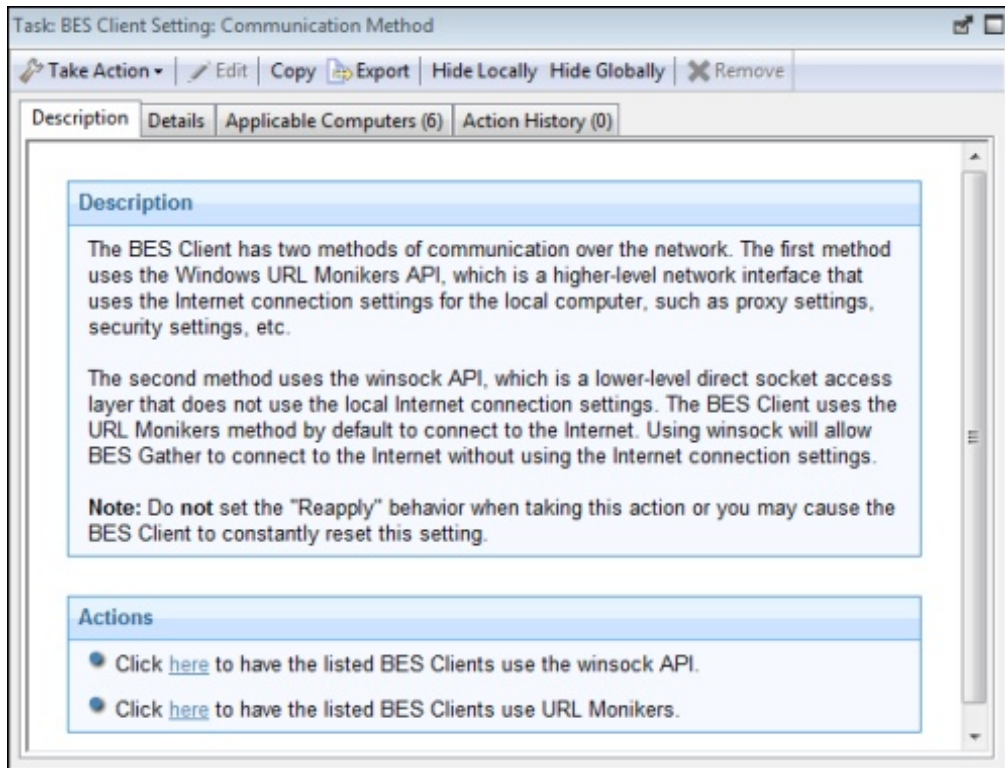 Task: BES Client Setting: Communication Method
Take Action Edit Copy Export Hide Locally Hide Globally Remove
Description Details Applicable Computers (6) Action History (0)
Description
The BES Client has two methods of communication over the network. The first method
uses the Windows URL Monikers API, which is a higher-level network interface that
uses the Internet connection settings for the local computer, such as proxy settings,
security settings, etc.
The second method uses the winsock API, which is a lower-level direct socket access
layer that does not use the local Internet connection settings. The BES Client uses the
URL Monikers method by default to connect to the Internet. Using winsock will allow
BES Gather to connect to the Internet without using the Internet connection settings.
Note: Do not set the "Reapply" behavior when taking this action or you may cause the
BES Client to constantly reset this setting.
Actions
Click here to have the listed BES Clients use the winsock API.
Click here to have the listed BES Clients use URL Monikers.